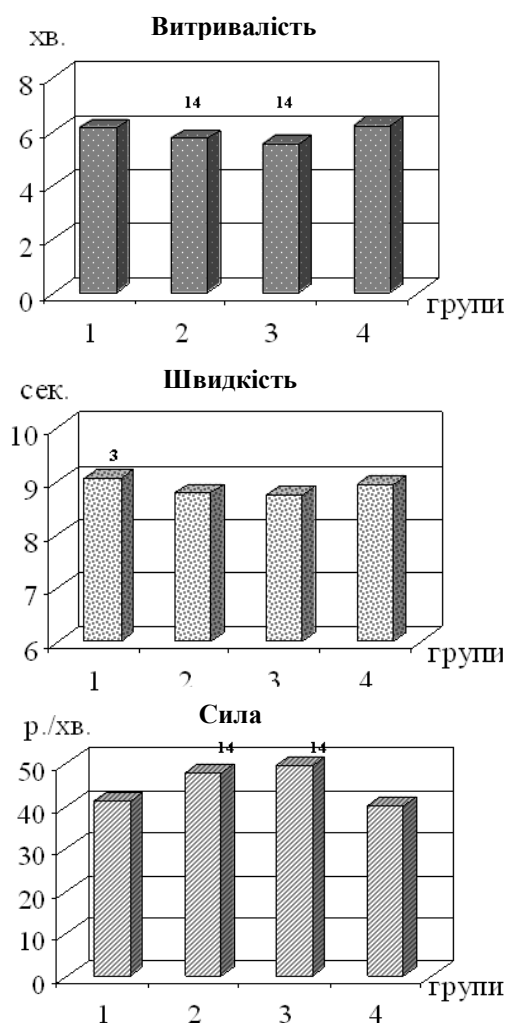 Витривалість
хв.
8
14 14
6
4
2
0
групи
1 2 3 4
Швидкість
сек.
10
3
9
8
7
6
групи
1 2 3 4
Сила
р./хв.
14 14
50
40
30
20
10
0
групи
1 2 3 4